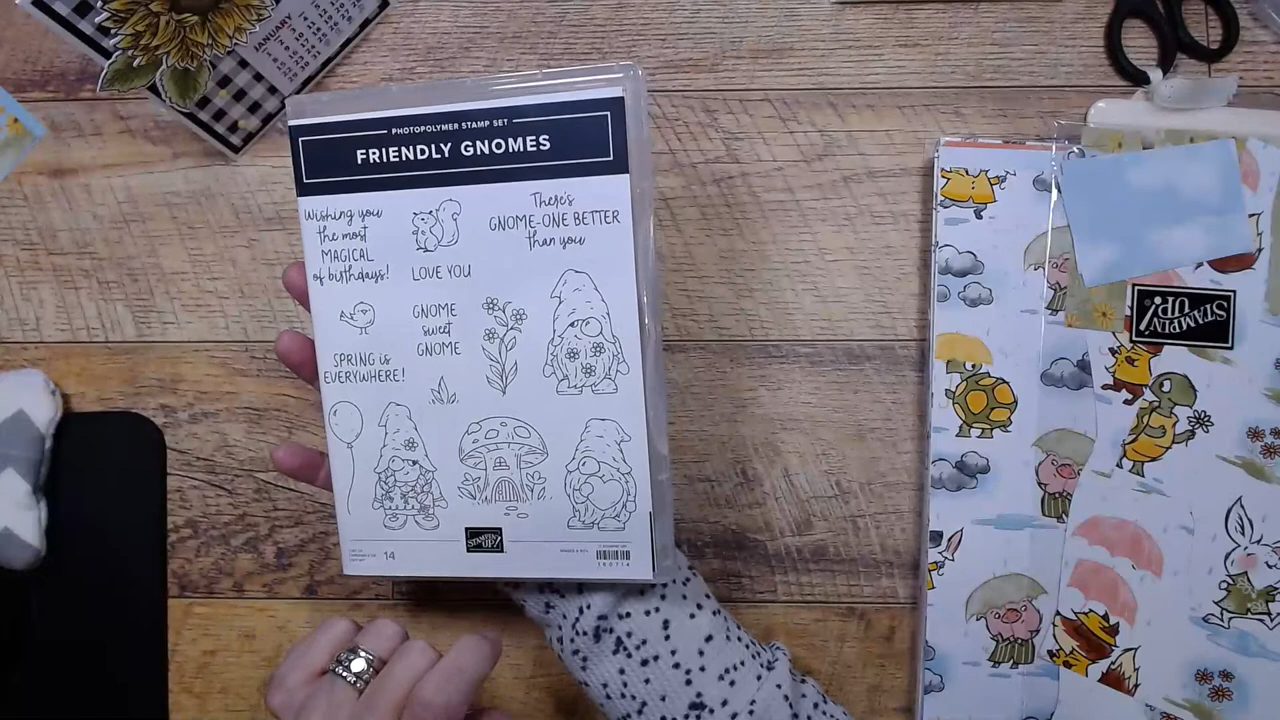 JANUARY
PHOTOPOLYMER STAMP SET
FRIENDLY GNOMES
Wishing you
the most
MAGICAL
of birthdays!
There's
GNOME-ONE BETTER
than you
LOVE YOU
GNOME
sweet
GNOME
SPRING is
EVERYWHERE!
STAMPIN' UP!
14
STAMPIN'
UP!